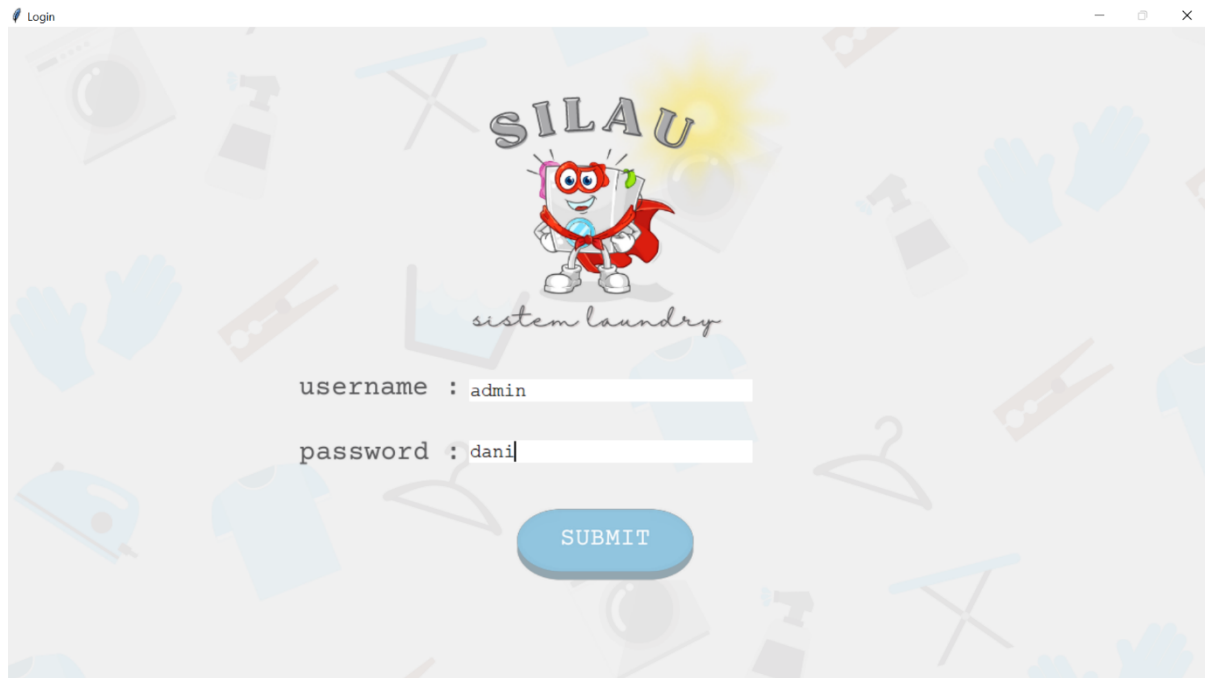 Login
SILAU
sistem laundry
username : admin
password : dani
SUBMIT